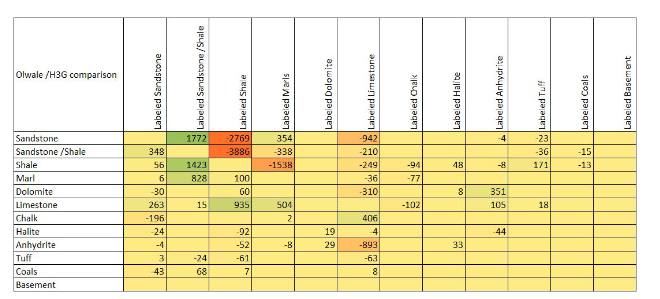 Olwale /H3G comparison Labeled Sandstone Labeled Sandstone /Shale Labeled Shale Labeled Marls Labeled Dolomite Labeled Limestone Labeled Chalk Labeled Halite Labeled Anhydrite Labeled Tuff Labeled Coals Labeled Basement
Sandstone 1772 -2769 354 -942 -4 -23
Sandstone /Shale 348 -3886 -338 -210 -36 -15
Shale 56 1423 -1538 -249 -94 48 -8 171 -13
Marl 6 828 100 -36 -77
Dolomite -30 60 -310 8 351
Limestone 263 15 935 504 -102 105 18
Chalk -196 2 406
Halite -24 -92 19 -4 -44
Anhydrite -4 -52 -8 29 -893 33
Tuff 3 -24 -61 -63
Coals -43 68 7 8
Basement